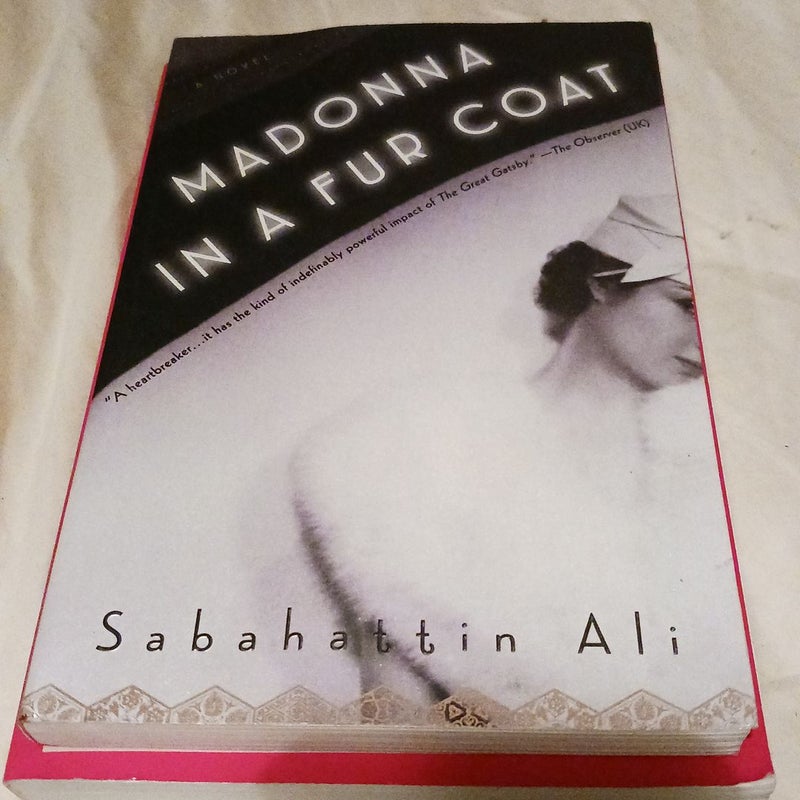 A NOVEL
MADONNA
IN A FUR COAT
"A heartbreaker...it has the kind of indefinably powerful impact of The Great Gatsby." —The Observer (UK)
Sabahattin Ali